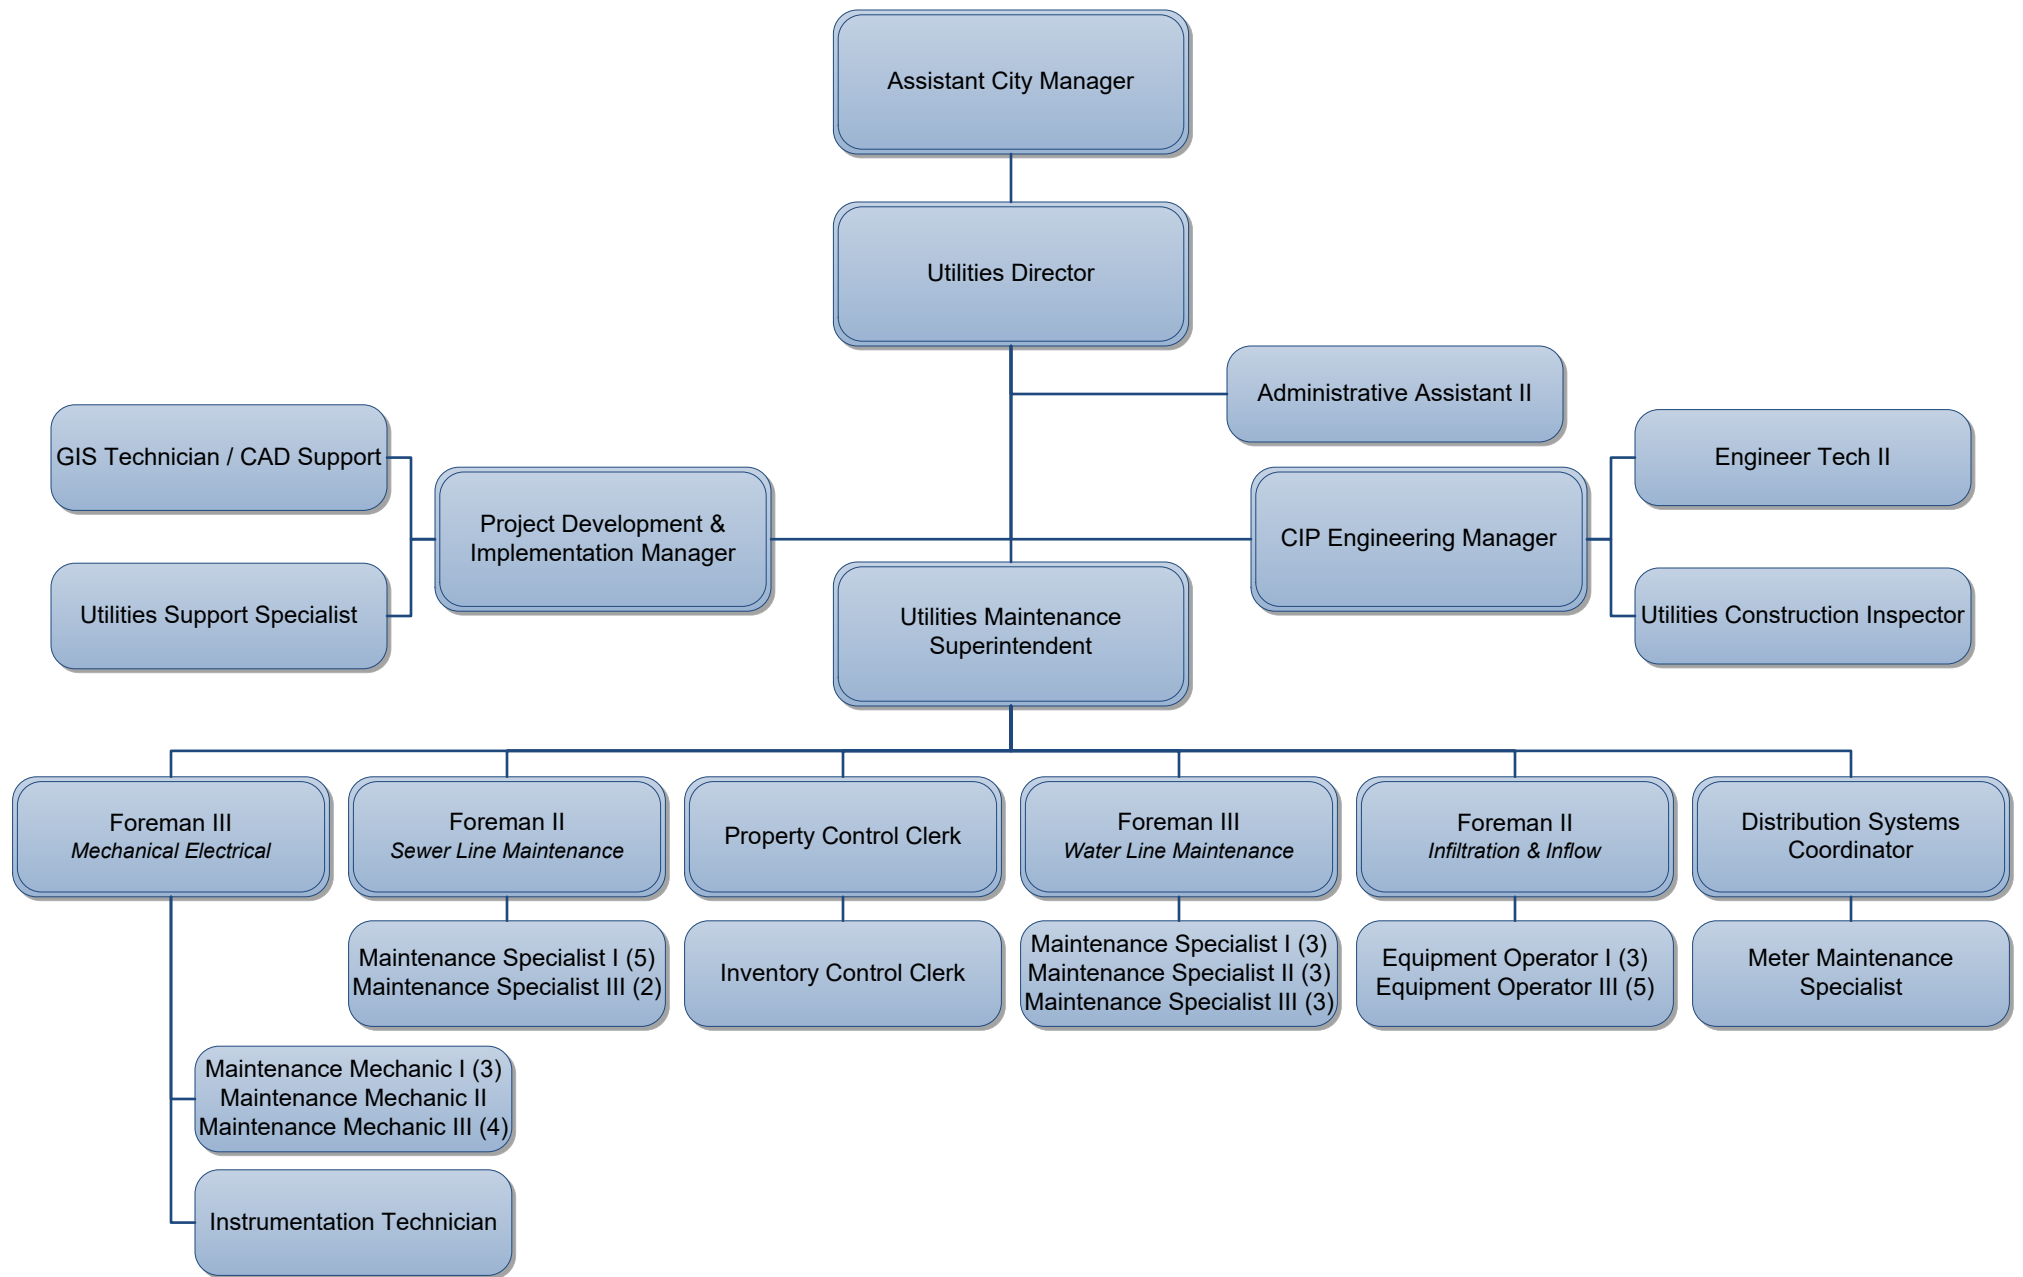 Assistant City Manager
Utilities Director
Administrative Assistant II
GIS Technician / CAD Support
Engineer Tech II
Project Development &
Implementation Manager
CIP Engineering Manager
Utilities Support Specialist
Utilities Maintenance
Superintendent
Utilities Construction Inspector
Foreman III
Mechanical Electrical
Foreman II
Sewer Line Maintenance
Property Control Clerk
Foreman III
Water Line Maintenance
Foreman II
Infiltration & Inflow
Distribution Systems
Coordinator
Maintenance Specialist I (5)
Maintenance Specialist III (2)
Inventory Control Clerk
Maintenance Specialist I (3)
Maintenance Specialist II (3)
Maintenance Specialist III (3)
Equipment Operator I (3)
Equipment Operator III (5)
Meter Maintenance
Specialist
Maintenance Mechanic I (3)
Maintenance Mechanic II
Maintenance Mechanic III (4)
Instrumentation Technician